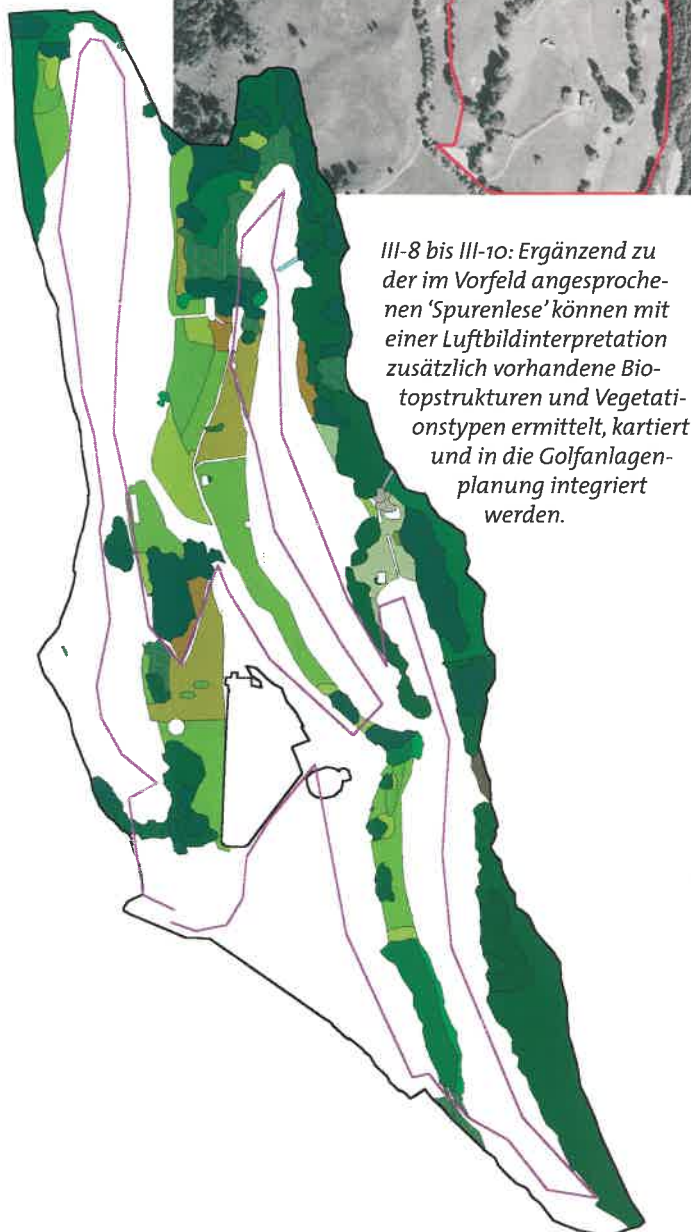 III-8 bis III-10: Ergänzend zu
der im Vorfeld angesproche-
nen ‘Spurenlese’ können mit
einer Luftbildinterpretation
zusätzlich vorhandene Bio-
topstrukturen und Vegetati-
onstypen ermittelt, kartiert
und in die Golfanlagen-
planung integriert
werden.